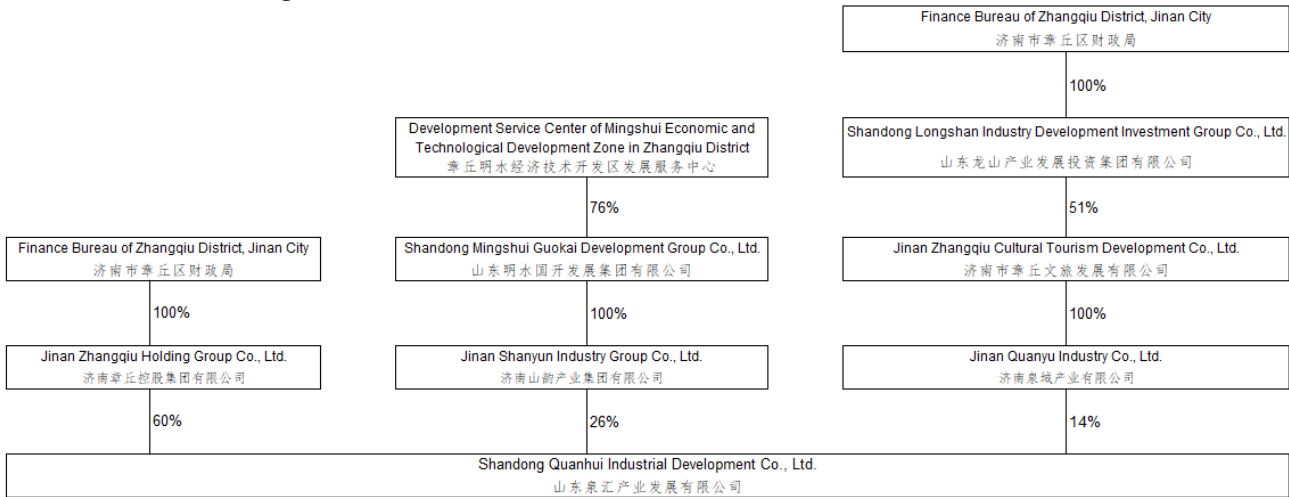 Finance Bureau of Zhangqiu District, Jinan City
济南市章丘区财政局
100%
Development Service Center of Mingshui Economic and
Technological Development Zone in Zhangqiu District
章丘明水经济技术开发区发展服务中心
Shandong Longshan Industry Development Investment Group Co., Ltd.
山东龙山产业发展投资集团有限公司
76%
51%
Finance Bureau of Zhangqiu District, Jinan City
济南市章丘区财政局
Shandong Mingshui Guokai Development Group Co., Ltd.
山东明水国开发展集团有限公司
Jinan Zhangqiu Cultural Tourism Development Co., Ltd.
济南市章丘文旅发展有限公司
100%
100%
100%
Jinan Zhangqiu Holding Group Co., Ltd.
济南章丘控股集团有限公司
Jinan Shanyun Industry Group Co., Ltd.
济南山韵产业集团有限公司
Jinan Quanyu Industry Co., Ltd.
济南泉域产业有限公司
60%
26%
14%
Shandong Quanhui Industrial Development Co., Ltd.
山东泉汇产业发展有限公司